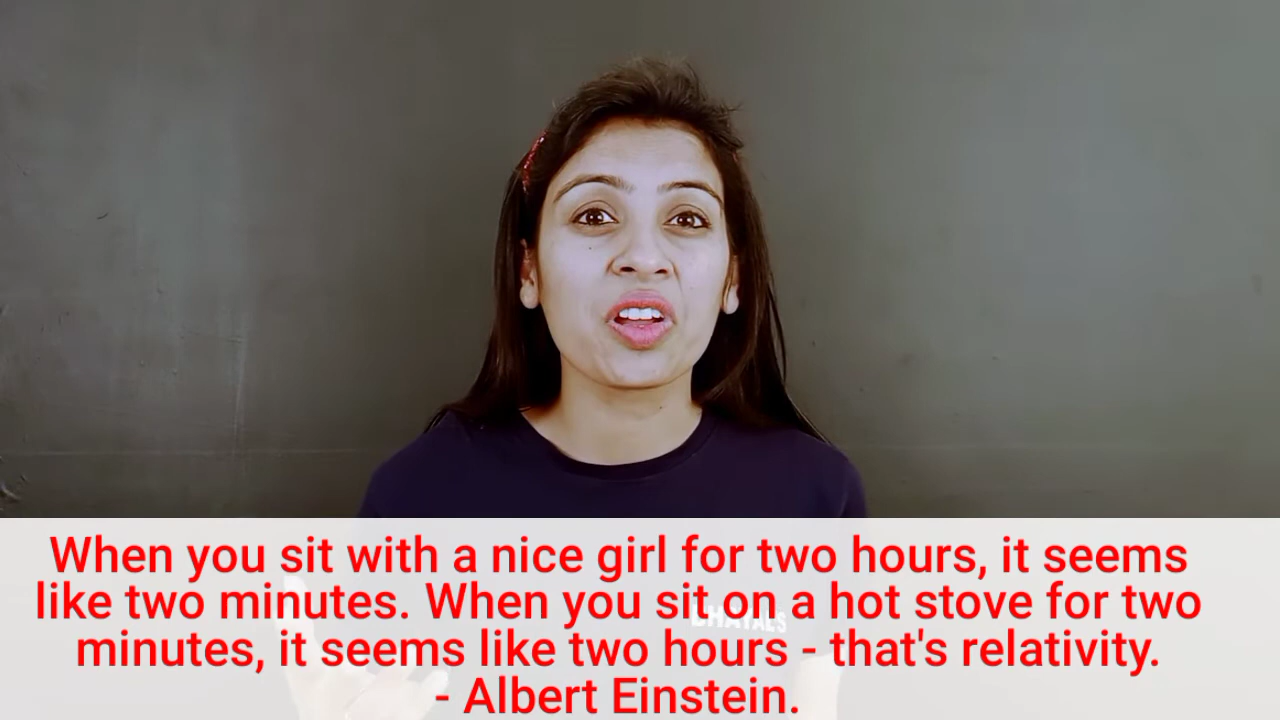 When you sit with a nice girl for two hours, it seems
like two minutes. When you sit on a hot stove for two
minutes, it seems like two hours - that's relativity.
- Albert Einstein.